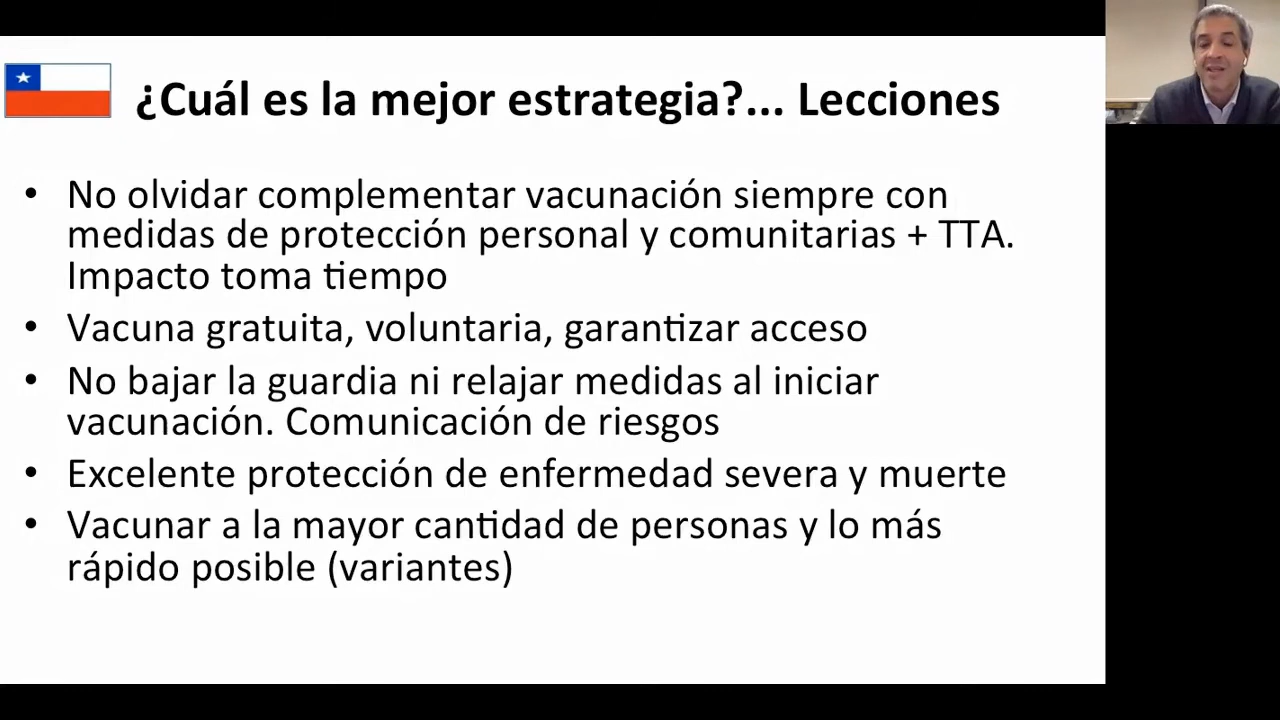 ¿Cuál es la mejor estrategia?... Lecciones
• No olvidar complementar vacunación siempre con
medidas de protección personal y comunitarias + TTA.
Impacto toma tiempo
• Vacuna gratuita, voluntaria, garantizar acceso
• No bajar la guardia ni relajar medidas al iniciar
vacunación. Comunicación de riesgos
• Excelente protección de enfermedad severa y muerte
• Vacunar a la mayor cantidad de personas y lo más
rápido posible (variantes)